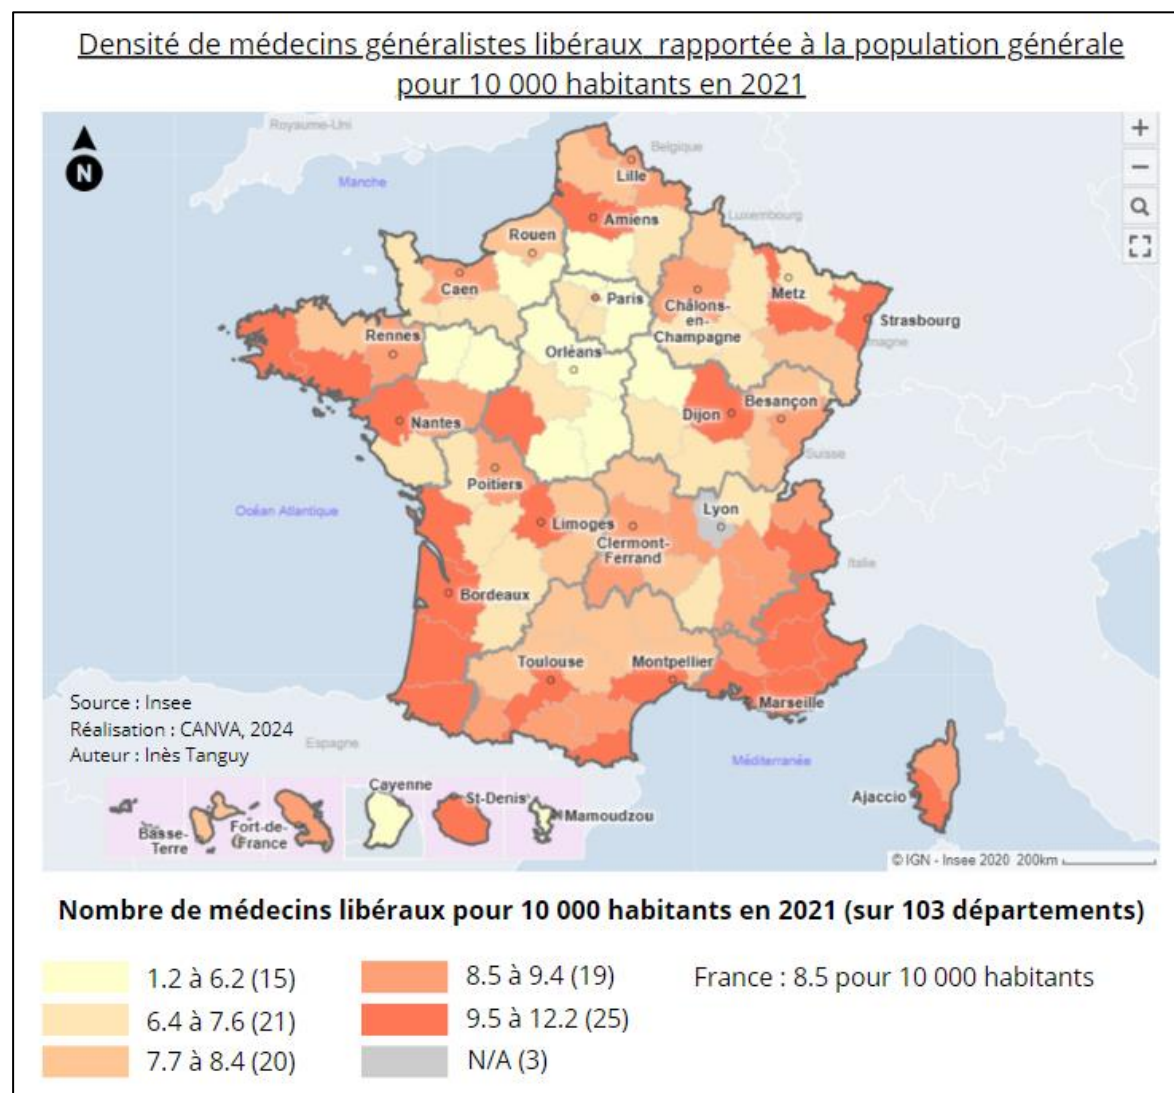 Densité de médecins généralistes libéraux rapportée à la population générale
pour 10 000 habitants en 2021
N
Royaume-Uni
Belgique
Manche
Lille
Luxembourg
Amiens
Rouen
Caen
Paris
Metz
Châlons-
en-
Champagne
Strasbourg
magne
Rennes
Orléans
Besançon
Dijon
Nantes
Suisse
Poitiers
Océan Atlantique
Lyon
Limoges
Clermont-
Ferrand
Italie
Bordeaux
Toulouse
Montpellier
Marseille
Source : Insee
Réalisation : CANVA, 2024
Auteur : Inès Tanguy
Espagne
Méditerranée
Ajaccio
Cayenne
St-Denis
Mamoudzou
Basse-
Terre
Fort-de-
France
© IGN - Insee 2020 200km
Nombre de médecins libéraux pour 10 000 habitants en 2021 (sur 103 départements)
1.2 à 6.2 (15)
8.5 à 9.4 (19)
France : 8.5 pour 10 000 habitants
6.4 à 7.6 (21)
9.5 à 12.2 (25)
7.7 à 8.4 (20)
N/A (3)